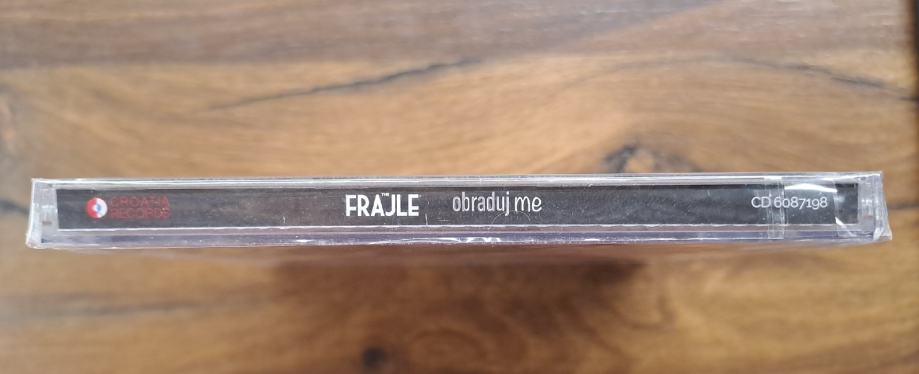 CROATIA
RECORDS
THE
FRAJLE
obraduj me
CD 6087198